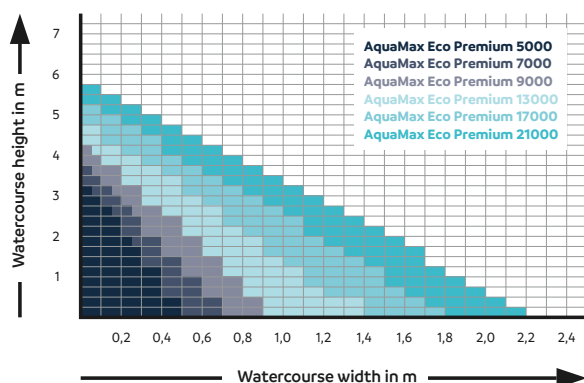 Watercourse height in m
7
6
5
4
3
2
1
AquaMax Eco Premium 5000
AquaMax Eco Premium 7000
AquaMax Eco Premium 9000
AquaMax Eco Premium 13000
AquaMax Eco Premium 17000
AquaMax Eco Premium 21000
0,2 0,4 0,6 0,8 1,0 1,2 1,4 1,6 1,8 2,0 2,2 2,4
Watercourse width in m